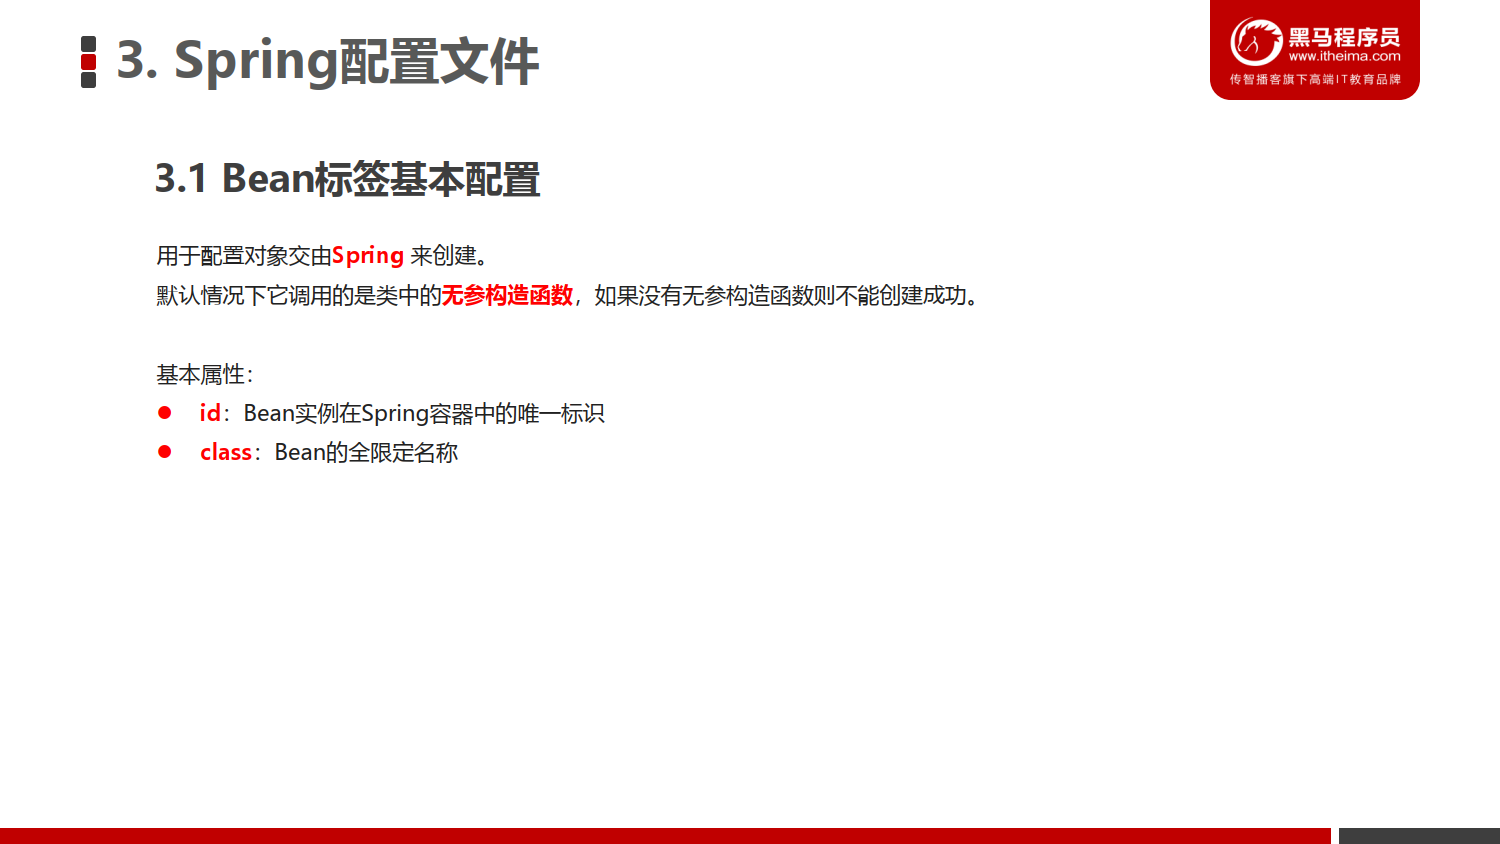 3. Spring配置文件
黑马程序员
www.itheima.com
传智播客旗下高端IT教育品牌
3.1 Bean标签基本配置
用于配置对象交由Spring 来创建。
默认情况下它调用的是类中的无参构造函数，如果没有无参构造函数则不能创建成功。
基本属性：
● id：Bean实例在Spring容器中的唯一标识
● class：Bean的全限定名称